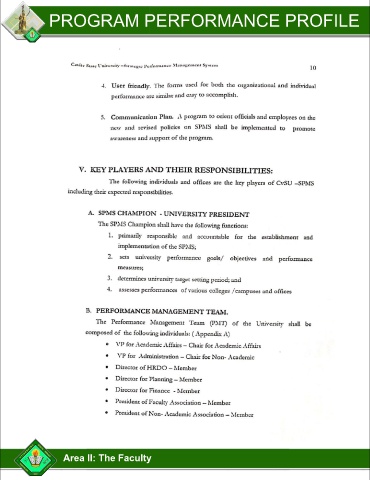 PROGRAM PERFORMANCE PROFILE
Cavite State University -Strategic Performance Management System
10
4. User friendly. The forms used for both the organizational and individual
performance are similar and easy to accomplish.
5. Communication Plan. A program to orient officials and employees on the
new and revised policies on SPMS shall be implemented to promote
awareness and support of the program.
V. KEY PLAYERS AND THEIR RESPONSIBILITIES:
The following individuals and offices are the key players of CvSU –SPMS
including their expected responsibilities.
A. SPMS CHAMPION - UNIVERSITY PRESIDENT
The SPMS Champion shall have the following functions:
1. primarily responsible and accountable for the establishment and
implementation of the SPMS;
2. sets university performance goals/ objectives and performance
measures;
3. determines university target setting period; and
4. assesses performances of various colleges /campuses and offices
B. PERFORMANCE MANAGEMENT TEAM.
The Performance Management Team (PMT) of the University shall be
composed of the following individuals: ( Appendix A)
• VP for Academic Affairs – Chair for Academic Affairs
• VP for Administration – Chair for Non- Academic
• Director of HRDO – Member
• Director for Planning – Member
• Director for Finance - Member
• President of Faculty Association – Member
• President of Non- Academic Association – Member
Area II: The Faculty